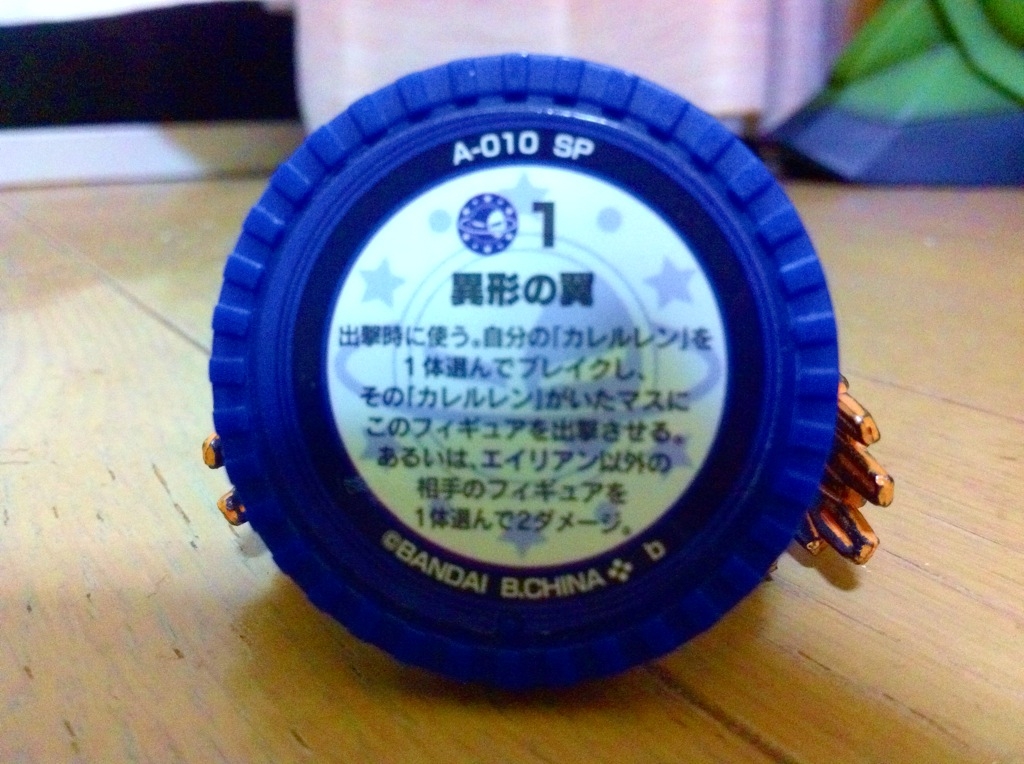 A-010 SP
1
異形の翼
出撃時に使う。自分の「カレルレン」を
1体選んでブレイクし、
その「カレルレン」がいたマスに
このフィギュアを出撃させる。
あるいは、エイリアン以外の
相手のフィギュアを
1体選んで2ダメージ。
©BANDAI B.CHINA b